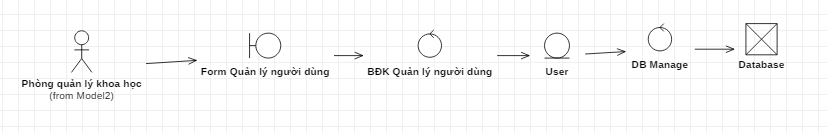 Phòng quản lý khoa học
(from Model2)
Form Quản lý người dùng
BĐK Quản lý người dùng
User
DB Manage
Database